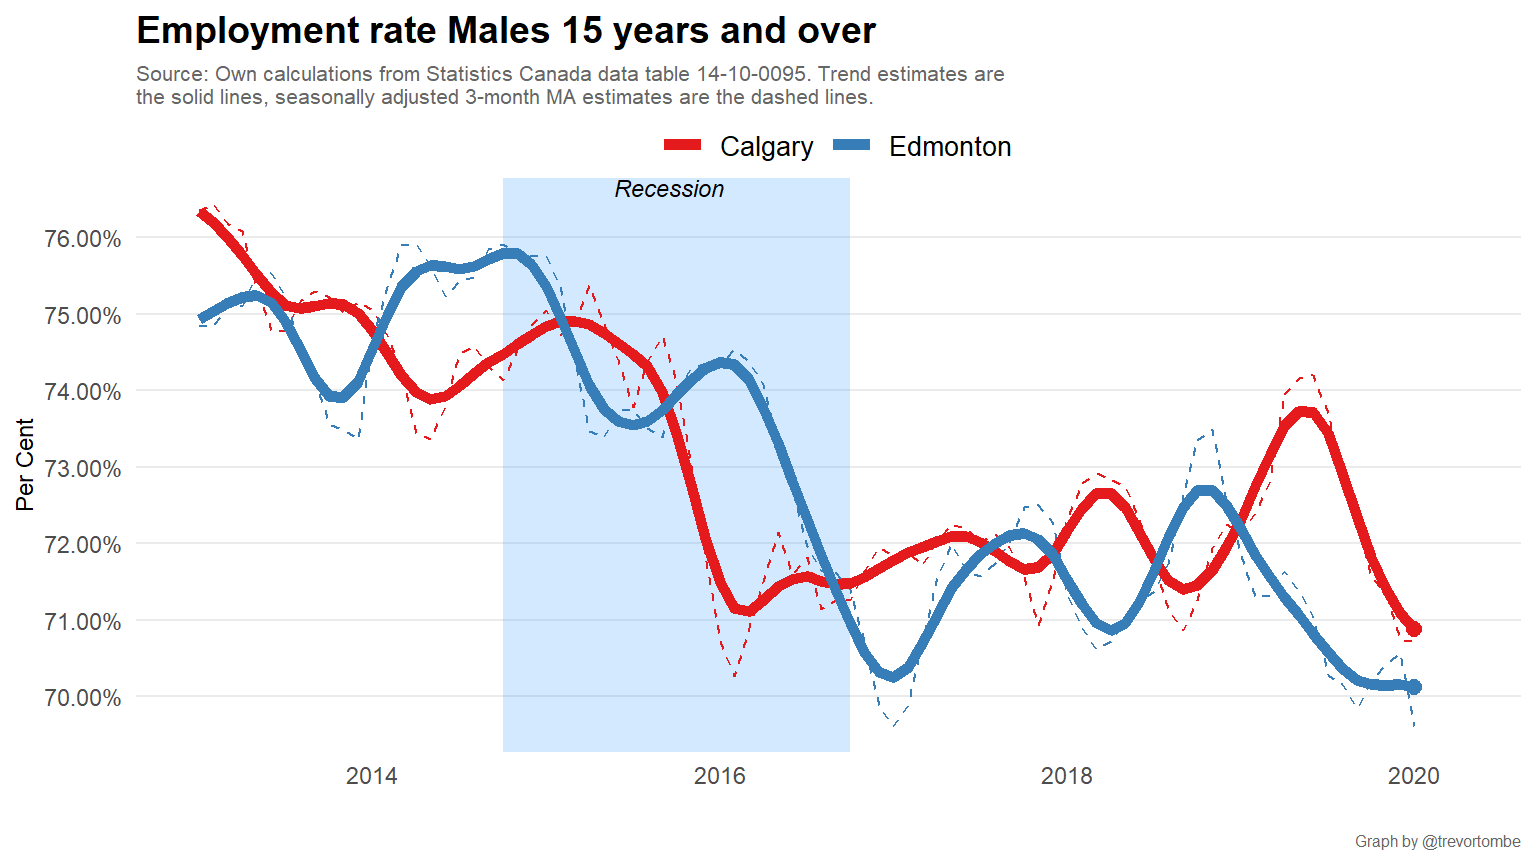 Employment rate Males 15 years and over
Source: Own calculations from Statistics Canada data table 14-10-0095. Trend estimates are
the solid lines, seasonally adjusted 3-month MA estimates are the dashed lines.
Calgary Edmonton
Recession
76.00%
75.00%
74.00%
73.00%
72.00%
71.00%
70.00%
Per Cent
2014 2016 2018 2020
Graph by @trevortombe